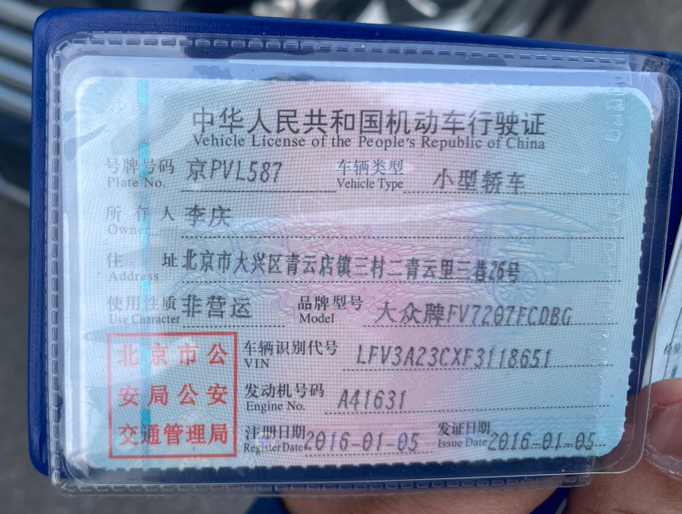 中华人民共和国机动车行驶证
Vehicle License of the People's Republic of China
号牌号码 京PVL587 车辆类型 小型轿车
Plate No. Vehicle Type
所有人 李庆
Owner
住址 北京市大兴区青云店镇三村二青云里三巷26号
Address
使用性质 非营运 品牌型号 大众牌FV7207FCDBG
Use Character Model
北京市公 车辆识别代号 LFV3A23CXF3118651
VIN
安局公安 发动机号码 A41631
Engine No.
交通管理局 注册日期 2016-01-05 发证日期 2016-01-05
Register Date Issue Date